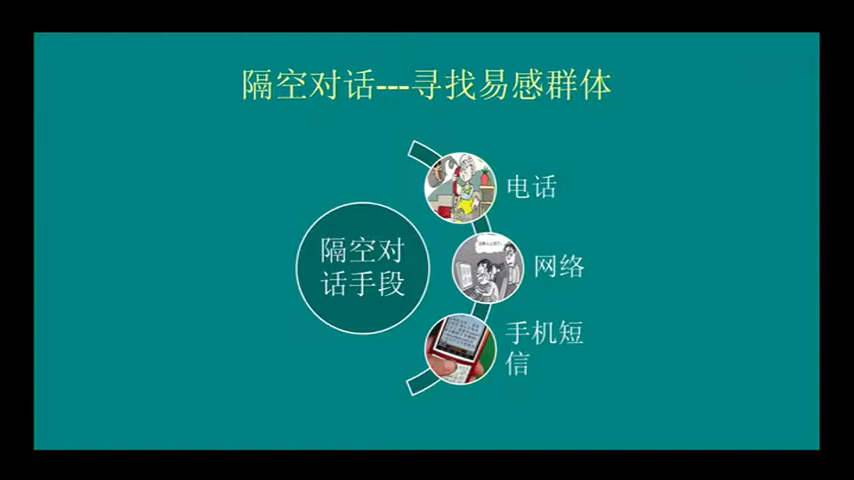 隔空对话---寻找易感群体
隔空对
话手段
电话
网络
手机短
信